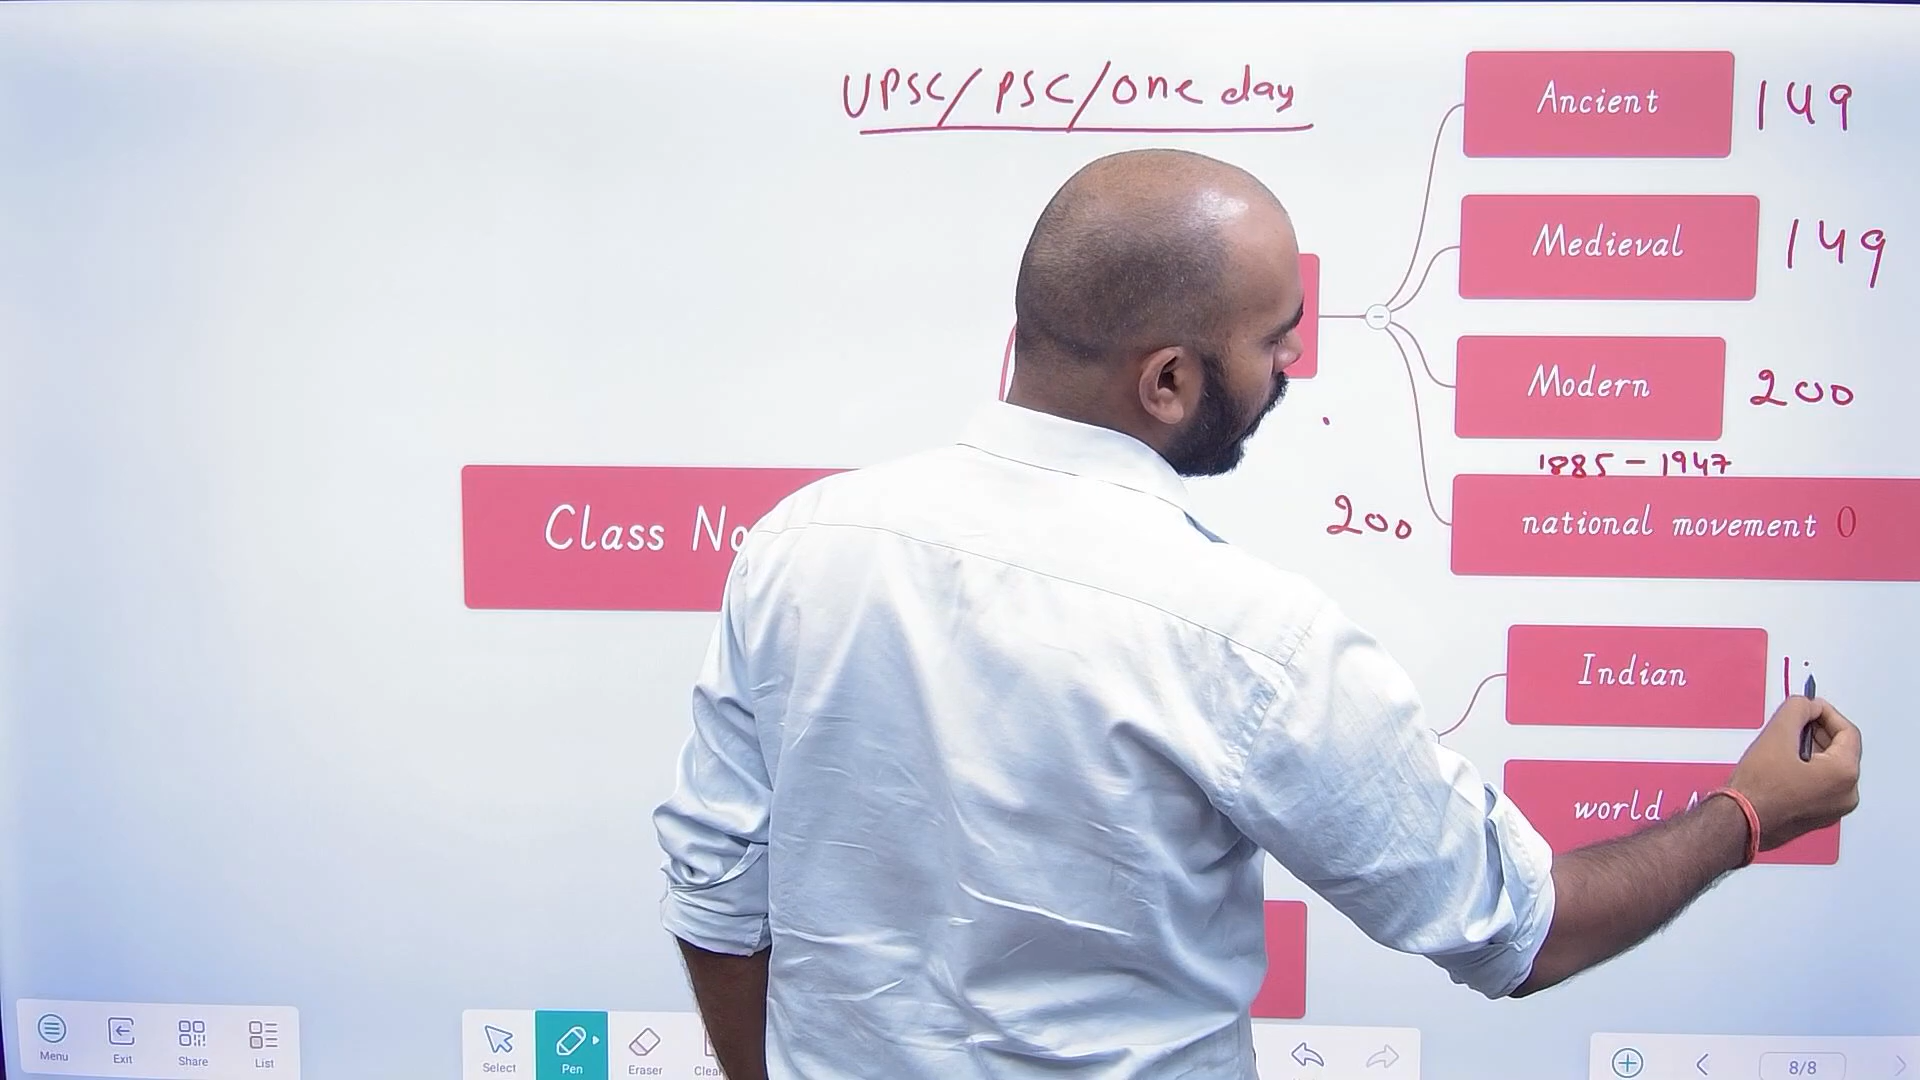 UPSC/PSC/one day
Ancient 149
Medieval 149
Modern 200
1885 - 1947
200 national movement 0
Class No
Indian
world
Menu Exit Share List
Select Pen Eraser Clear
8/8